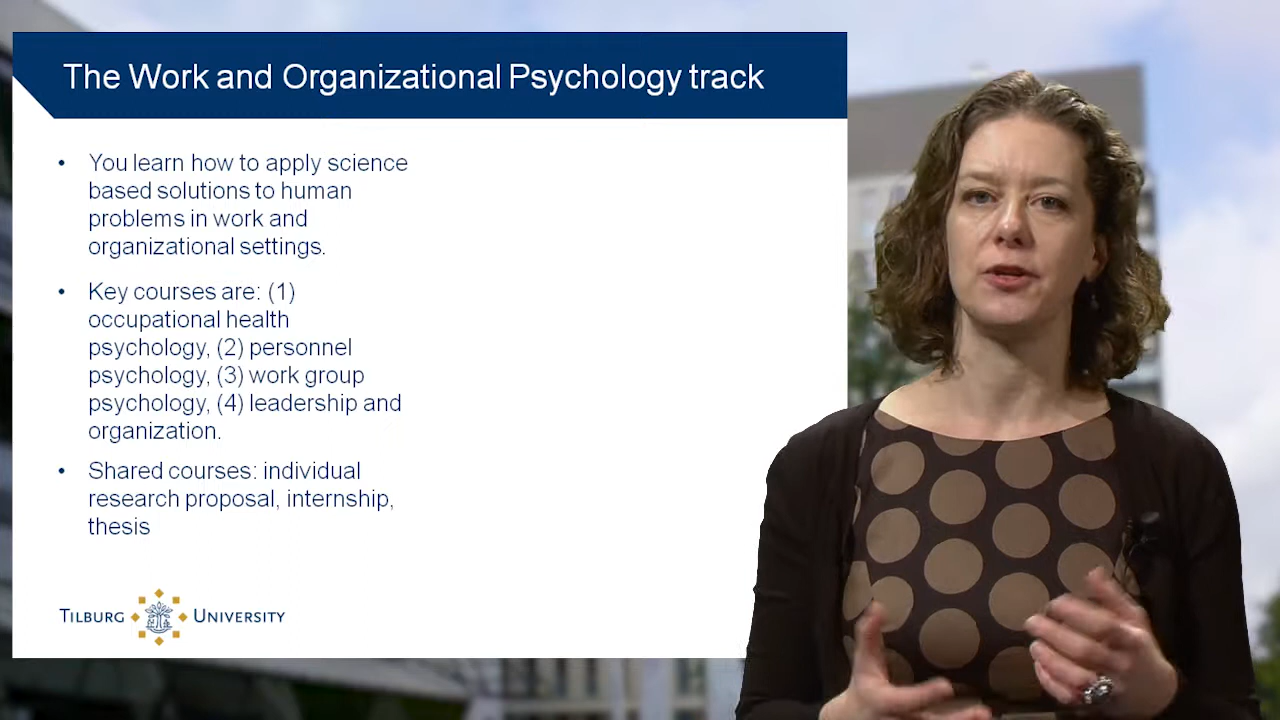 The Work and Organizational Psychology track
• You learn how to apply science
based solutions to human
problems in work and
organizational settings.
• Key courses are: (1)
occupational health
psychology, (2) personnel
psychology, (3) work group
psychology, (4) leadership and
organization.
• Shared courses: individual
research proposal, internship,
thesis
TILBURG UNIVERSITY